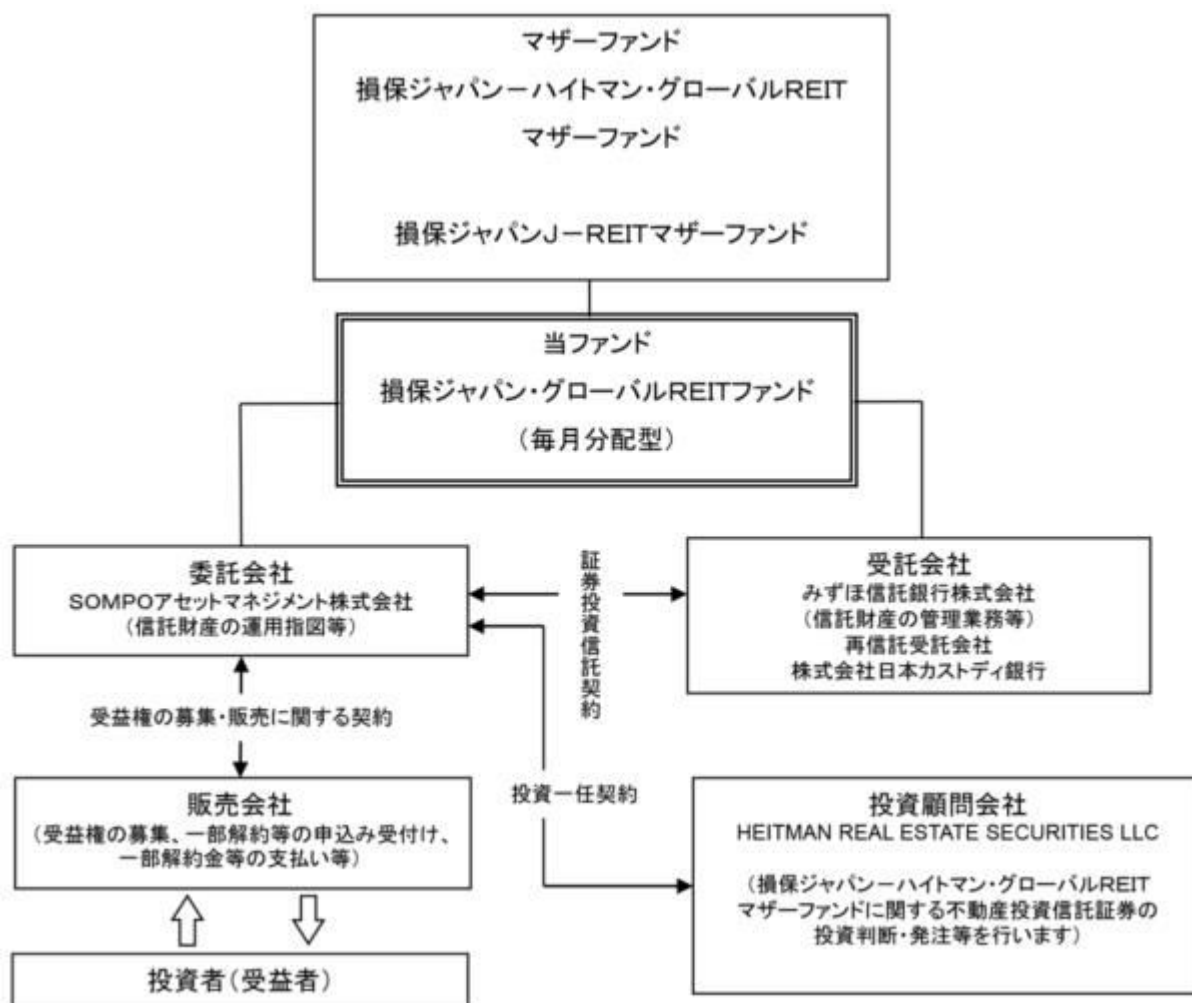 マザーファンド
損保ジャパン－ハイトマン・グローバルREIT
マザーファンド
損保ジャパンJ－REITマザーファンド
当ファンド
損保ジャパン・グローバルREITファンド
（毎月分配型）
委託会社
SOMPOアセットマネジメント株式会社
（信託財産の運用指図等）
証券投資信託契約
受託会社
みずほ信託銀行株式会社
（信託財産の管理業務等）
再信託受託会社
株式会社日本カストディ銀行
受益権の募集・販売に関する契約
投資一任契約
販売会社
（受益権の募集、一部解約等の申込み受付け、
一部解約金等の支払い等）
投資顧問会社
HEITMAN REAL ESTATE SECURITIES LLC
（損保ジャパン－ハイトマン・グローバルREIT
マザーファンドに関する不動産投資信託証券の
投資判断・発注等を行います）
投資者（受益者）